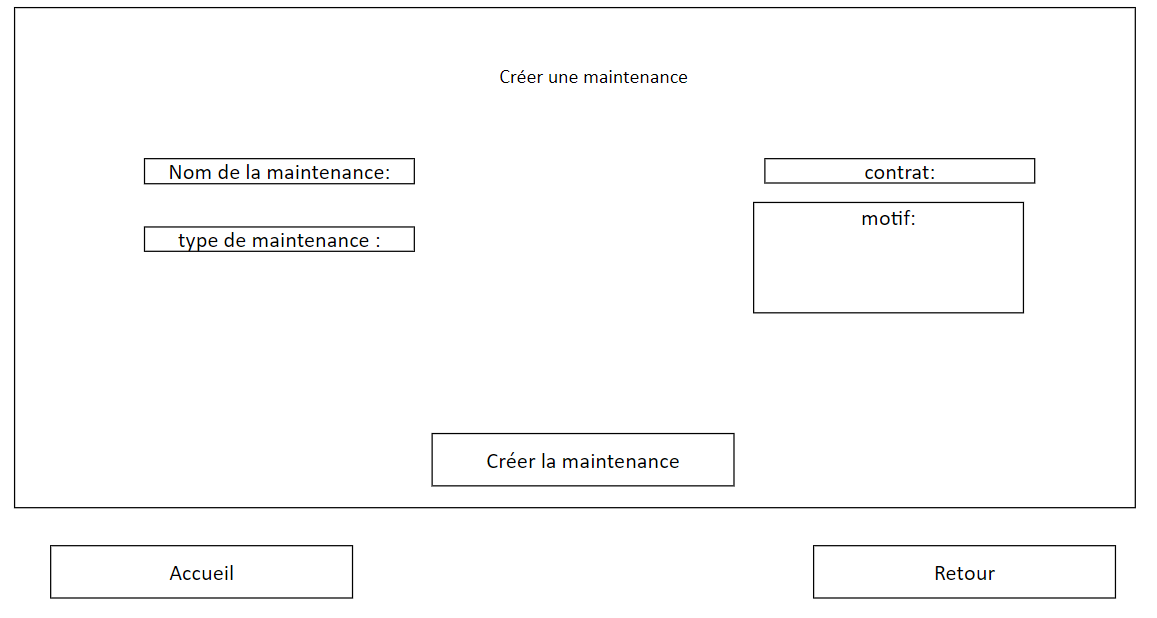 Créer une maintenance
Nom de la maintenance:
contrat:
type de maintenance :
motif:
Créer la maintenance
Accueil
Retour